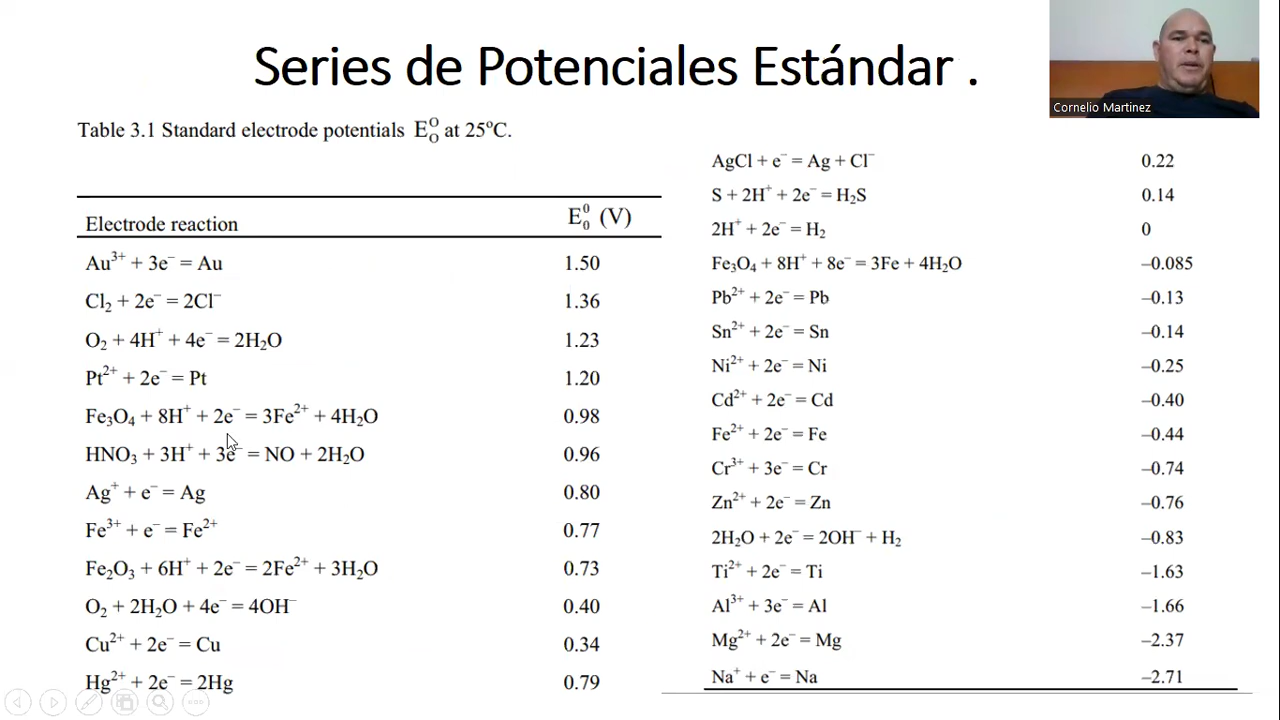 Series de Potenciales Estándar .
Cornelio Martinez
Table 3.1 Standard electrode potentials E₀⁰ at 25°C.
Electrode reaction E₀⁰ (V)
Au³⁺ + 3e⁻ = Au 1.50
Cl₂ + 2e⁻ = 2Cl⁻ 1.36
O₂ + 4H⁺ + 4e⁻ = 2H₂O 1.23
Pt²⁺ + 2e⁻ = Pt 1.20
Fe₃O₄ + 8H⁺ + 2e⁻ = 3Fe²⁺ + 4H₂O 0.98
HNO₃ + 3H⁺ + 3e⁻ = NO + 2H₂O 0.96
Ag⁺ + e⁻ = Ag 0.80
Fe³⁺ + e⁻ = Fe²⁺ 0.77
Fe₂O₃ + 6H⁺ + 2e⁻ = 2Fe²⁺ + 3H₂O 0.73
O₂ + 2H₂O + 4e⁻ = 4OH⁻ 0.40
Cu²⁺ + 2e⁻ = Cu 0.34
Hg²⁺ + 2e⁻ = 2Hg 0.79
AgCl + e⁻ = Ag + Cl⁻ 0.22
S + 2H⁺ + 2e⁻ = H₂S 0.14
2H⁺ + 2e⁻ = H₂ 0
Fe₃O₄ + 8H⁺ + 8e⁻ = 3Fe + 4H₂O –0.085
Pb²⁺ + 2e⁻ = Pb –0.13
Sn²⁺ + 2e⁻ = Sn –0.14
Ni²⁺ + 2e⁻ = Ni –0.25
Cd²⁺ + 2e⁻ = Cd –0.40
Fe²⁺ + 2e⁻ = Fe –0.44
Cr³⁺ + 3e⁻ = Cr –0.74
Zn²⁺ + 2e⁻ = Zn –0.76
2H₂O + 2e⁻ = 2OH⁻ + H₂ –0.83
Ti²⁺ + 2e⁻ = Ti –1.63
Al³⁺ + 3e⁻ = Al –1.66
Mg²⁺ + 2e⁻ = Mg –2.37
Na⁺ + e⁻ = Na –2.71